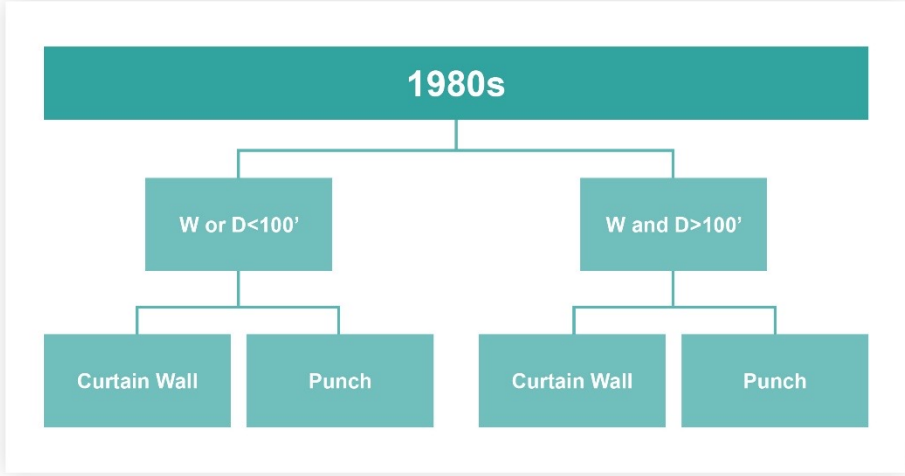 1980s
W or D<100’
W and D>100’
Curtain Wall
Punch
Curtain Wall
Punch